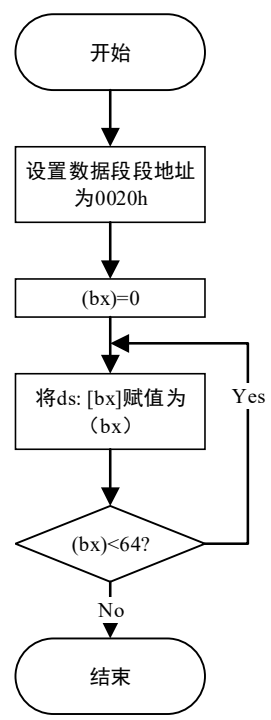 开始
设置数据段段地址
为0020h
(bx)=0
将ds: [bx]赋值为
（bx）
Yes
(bx)<64?
No
结束